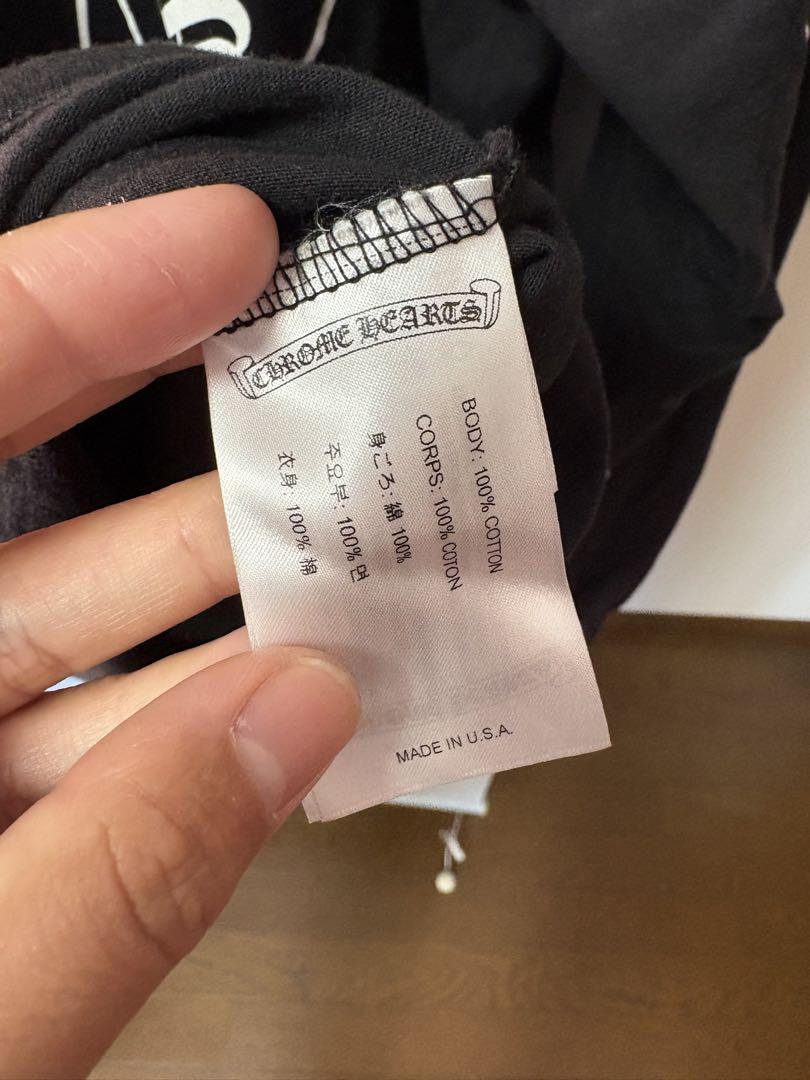 CHROME HEARTS
BODY: 100% COTTON
CORPS: 100% COTON
身ごろ: 綿 100%
주요부: 100% 면
衣身: 100% 棉
MADE IN U.S.A.